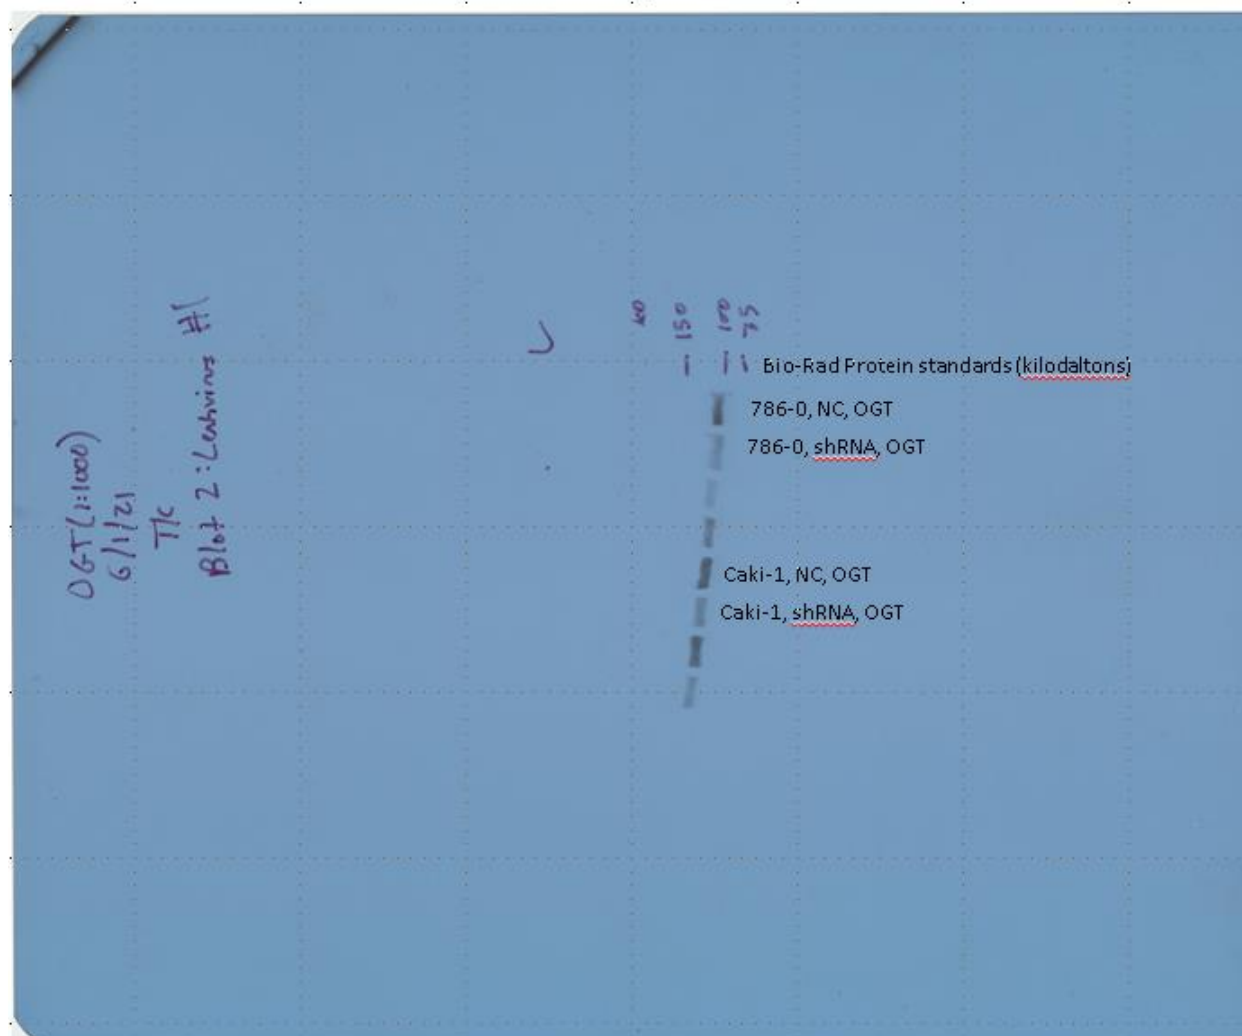 OGT (1:1000)
6/1/21
T/C
Blot 2: Lentivirus #1
150
100
75
Bio-Rad Protein standards (kilodaltons)
786-0, NC, OGT
786-0, shRNA, OGT
Caki-1, NC, OGT
Caki-1, shRNA, OGT